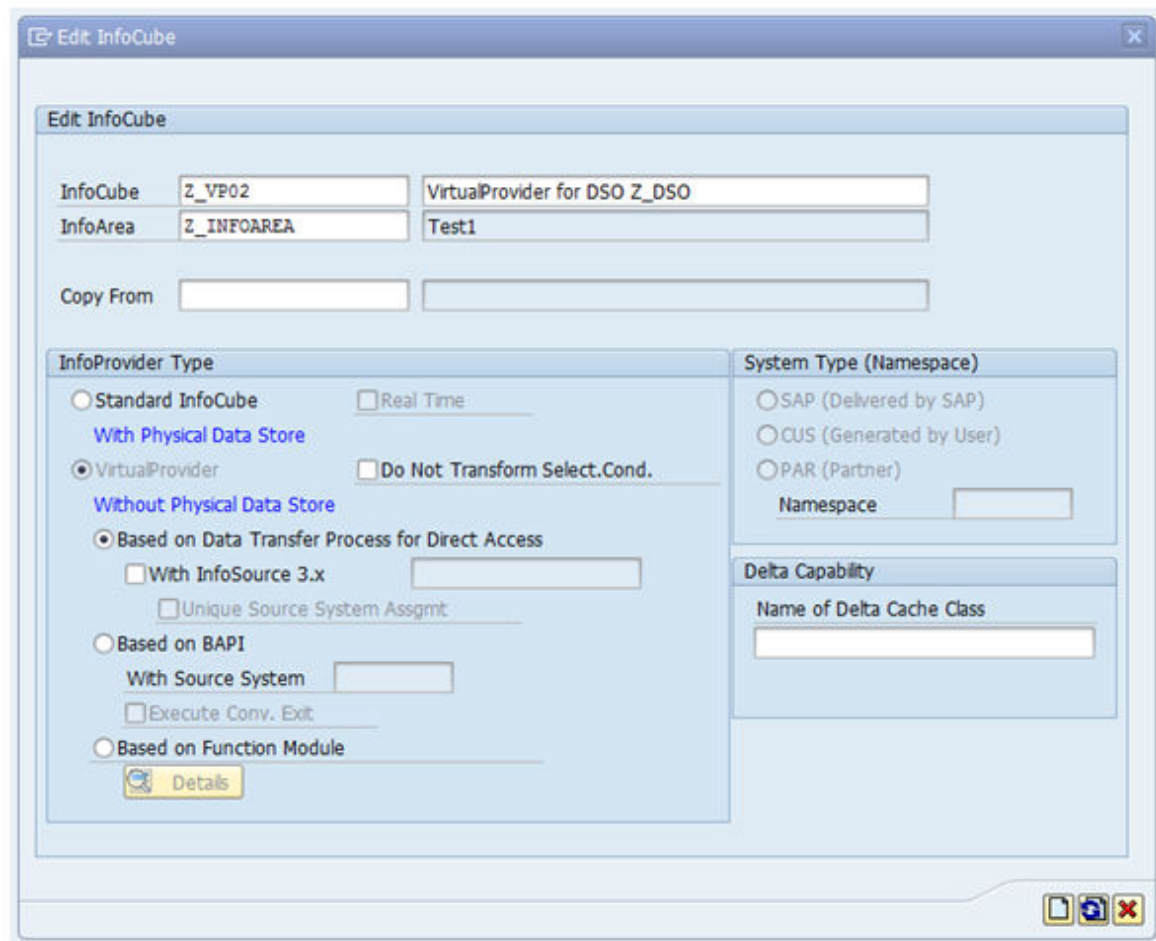 Edit InfoCube
Edit InfoCube
InfoCube Z_VP02 VirtualProvider for DSO Z_DSO
InfoArea Z_INFOAREA Test1
Copy From
InfoProvider Type
Standard InfoCube Real Time
With Physical Data Store
VirtualProvider Do Not Transform Select.Cond.
Without Physical Data Store
Based on Data Transfer Process for Direct Access
With InfoSource 3.x
Unique Source System Assgmt
Based on BAPI
With Source System
Execute Conv. Exit
Based on Function Module
Details
System Type (Namespace)
SAP (Delivered by SAP)
CUS (Generated by User)
PAR (Partner)
Namespace
Delta Capability
Name of Delta Cache Class